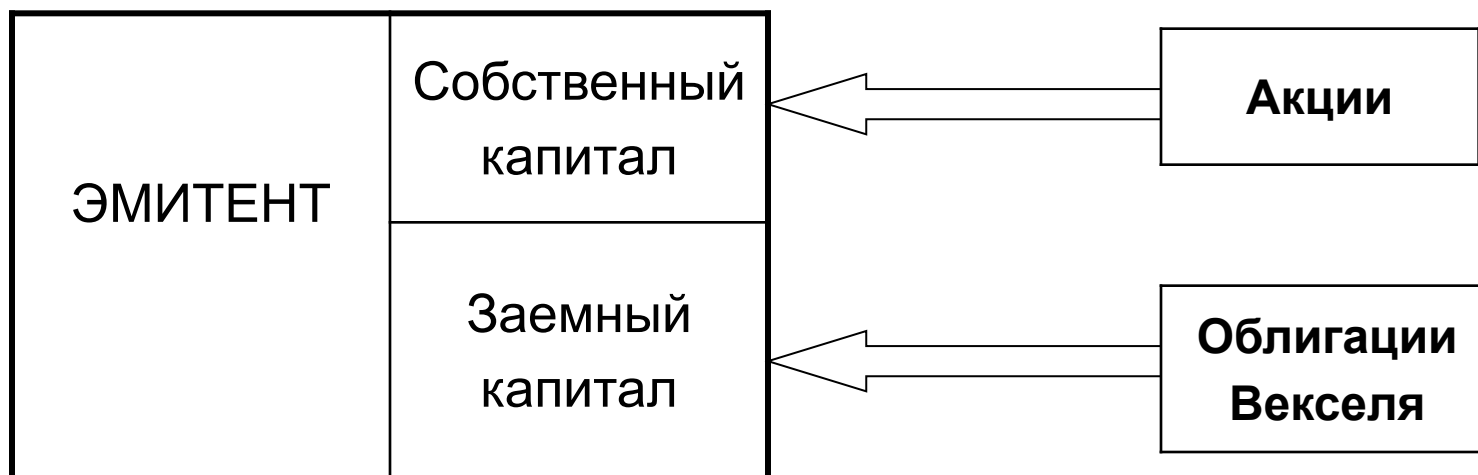 ЭМИТЕНТ
Собственный
капитал
Заемный
капитал
Акции
Облигации
Векселя